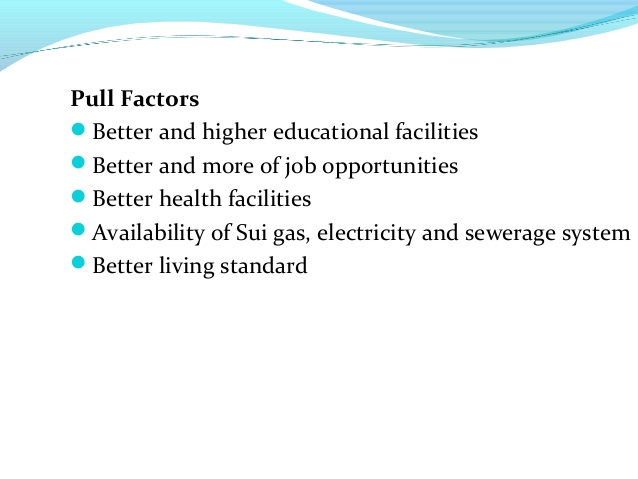 Pull Factors
Better and higher educational facilities
Better and more of job opportunities
Better health facilities
Availability of Sui gas, electricity and sewerage system
Better living standard